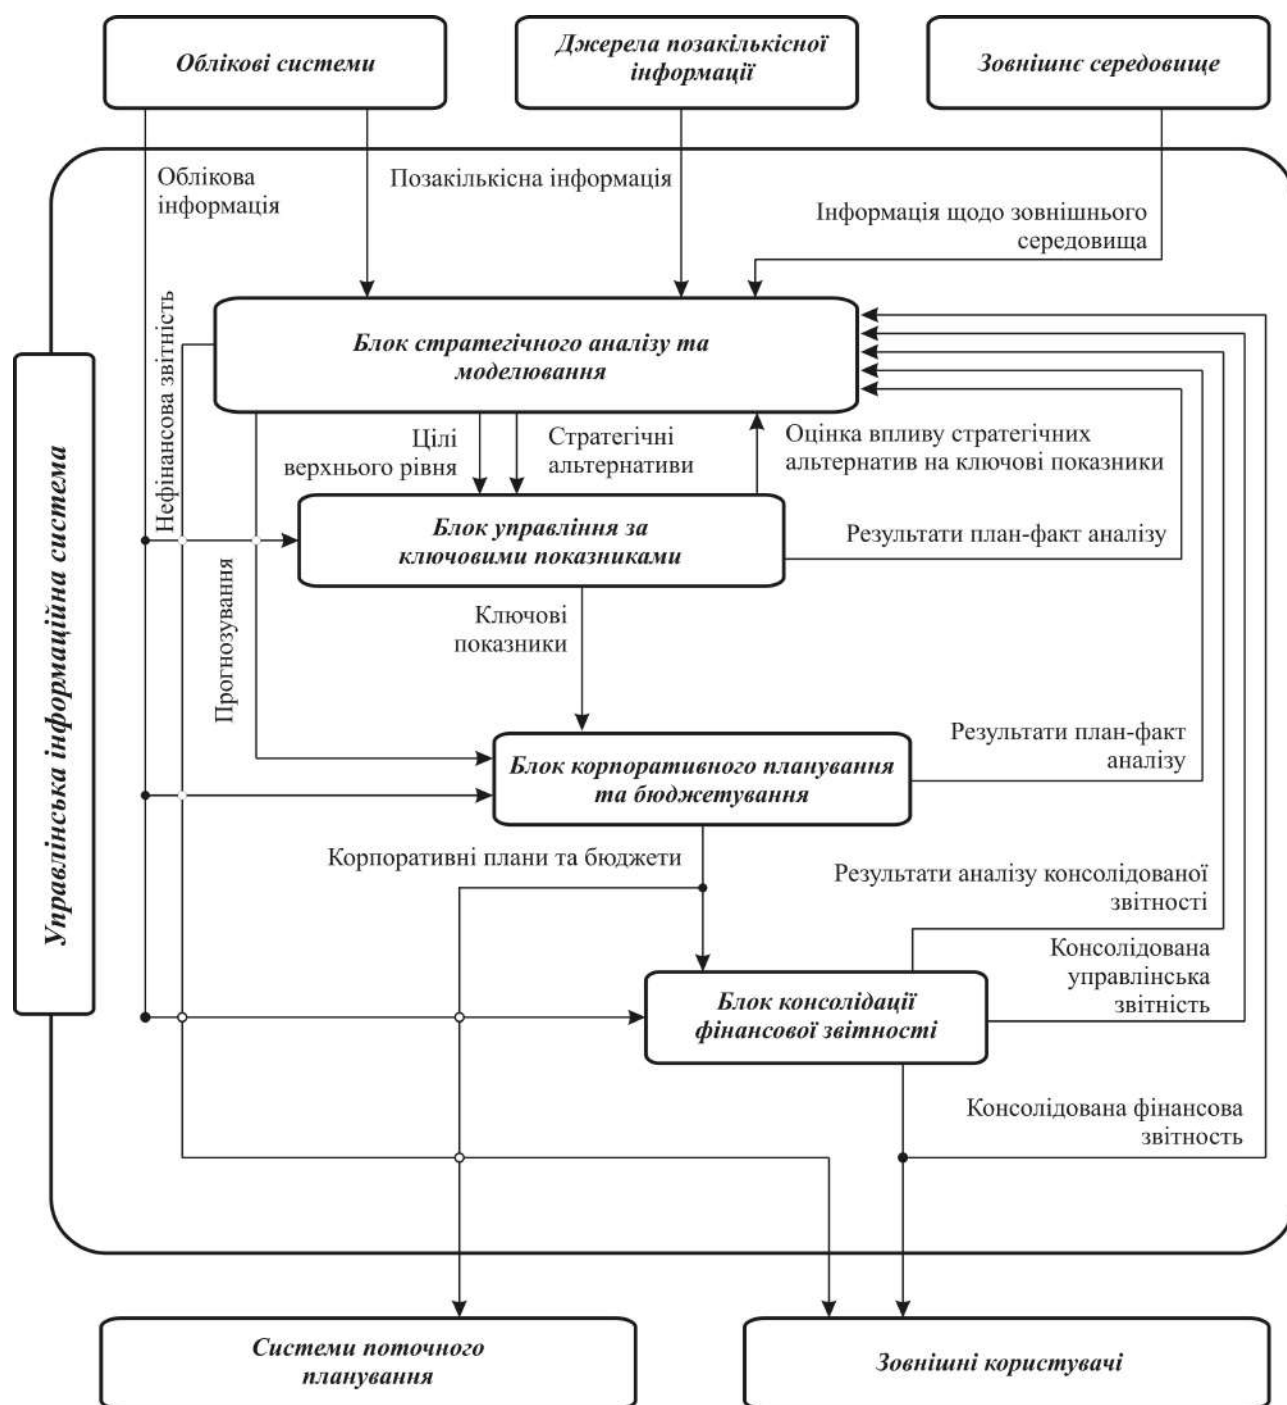 Облікові системи
Джерела позакількісної
інформації
Зовнішнє середовище
Облікова
інформація
Позакількісна інформація
Інформація щодо зовнішнього
середовища
Нефінансова звітність
Блок стратегічного аналізу та
моделювання
Управлінська інформаційна система
Цілі
верхнього рівня
Стратегічні
альтернативи
Оцінка впливу стратегічних
альтернатив на ключові показники
Блок управління за
ключовими показниками
Результати план-факт аналізу
Прогнозування
Ключові
показники
Результати план-факт
аналізу
Блок корпоративного планування
та бюджетування
Корпоративні плани та бюджети
Результати аналізу консолідованої
звітності
Консолідована
управлінська
звітність
Блок консолідації
фінансової звітності
Консолідована фінансова
звітність
Системи поточного
планування
Зовнішні користувачі